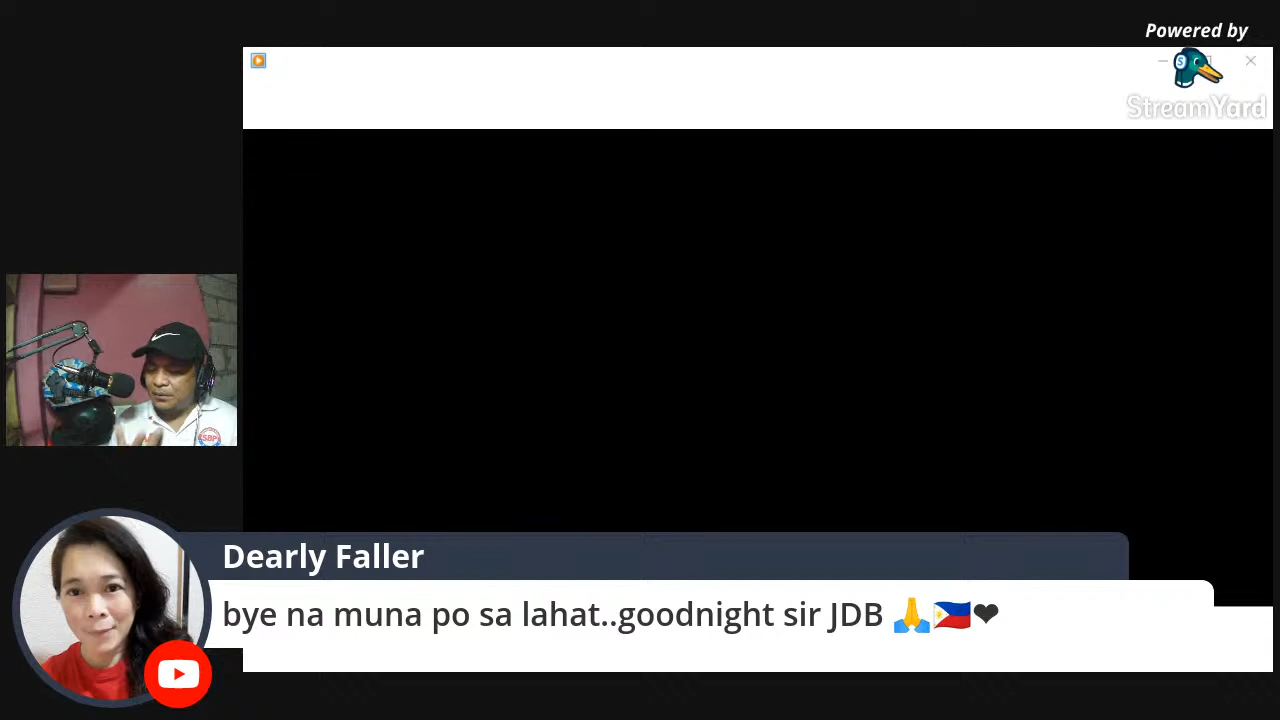 Powered by
StreamYard
Dearly Faller
bye na muna po sa lahat..goodnight sir JDB 🙏🇵🇭❤